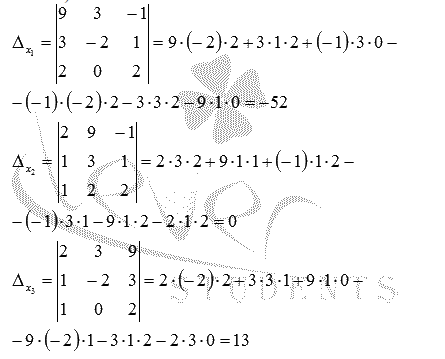 Δx₁ = |9 3 −1; 3 −2 1; 2 0 2| = 9·(−2)·2+3·1·2+(−1)·3·0−
−(−1)·(−2)·2−3·3·2−9·1·0=−52
Δx₂ = |2 9 −1; 1 3 1; 1 2 2| = 2·3·2+9·1·1+(−1)·1·2−
−(−1)·3·1−9·1·2−2·1·2=0
Δx₃ = |2 3 9; 1 −2 3; 1 0 2| = 2·(−2)·2+3·3·1+9·1·0−
−9·(−2)·1−3·1·2−2·3·0=13
STUDENTS